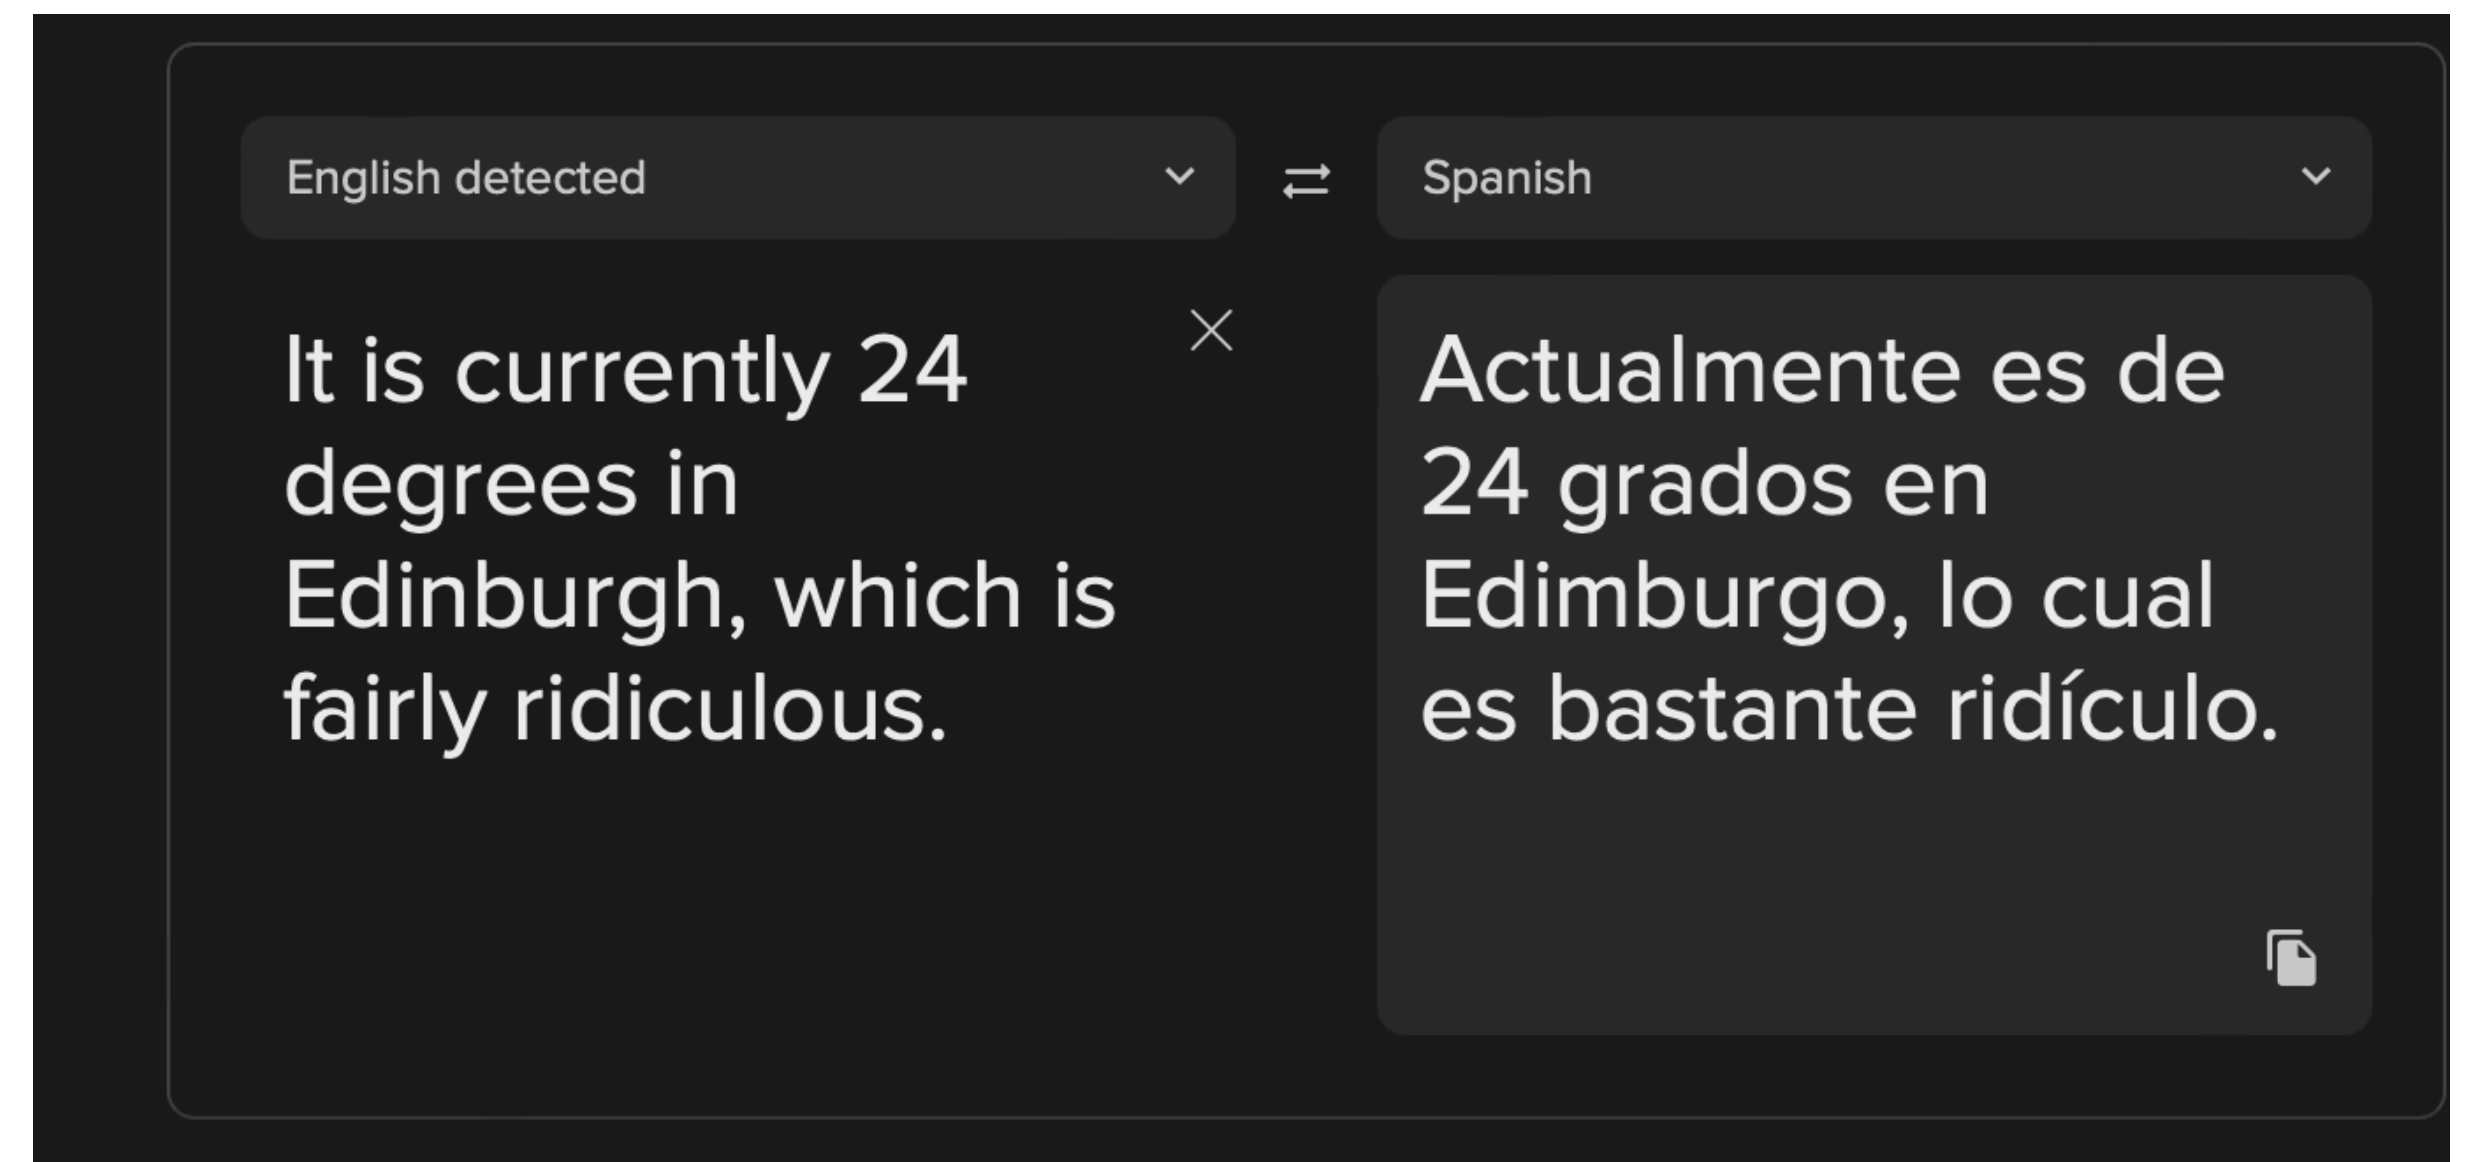 English detected
Spanish
It is currently 24
degrees in
Edinburgh, which is
fairly ridiculous.
Actualmente es de
24 grados en
Edimburgo, lo cual
es bastante ridículo.